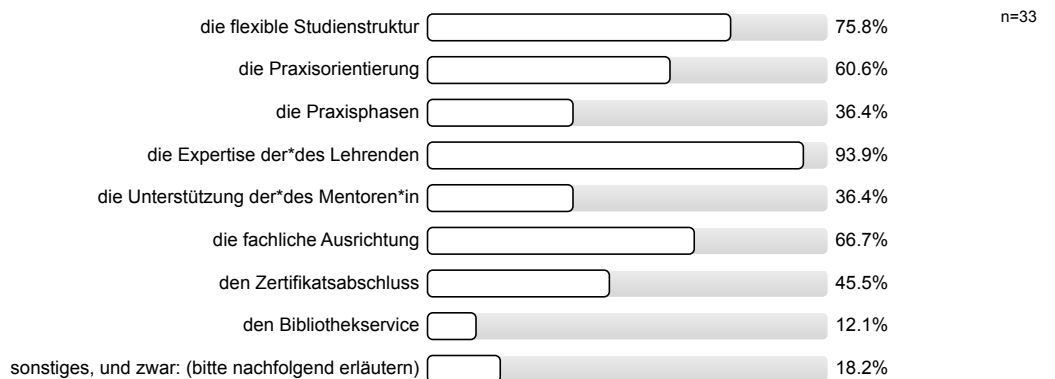 die flexible Studienstruktur 75.8% n=33
die Praxisorientierung 60.6%
die Praxisphasen 36.4%
die Expertise der*des Lehrenden 93.9%
die Unterstützung der*des Mentoren*in 36.4%
die fachliche Ausrichtung 66.7%
den Zertifikatsabschluss 45.5%
den Bibliothekservice 12.1%
sonstiges, und zwar: (bitte nachfolgend erläutern) 18.2%